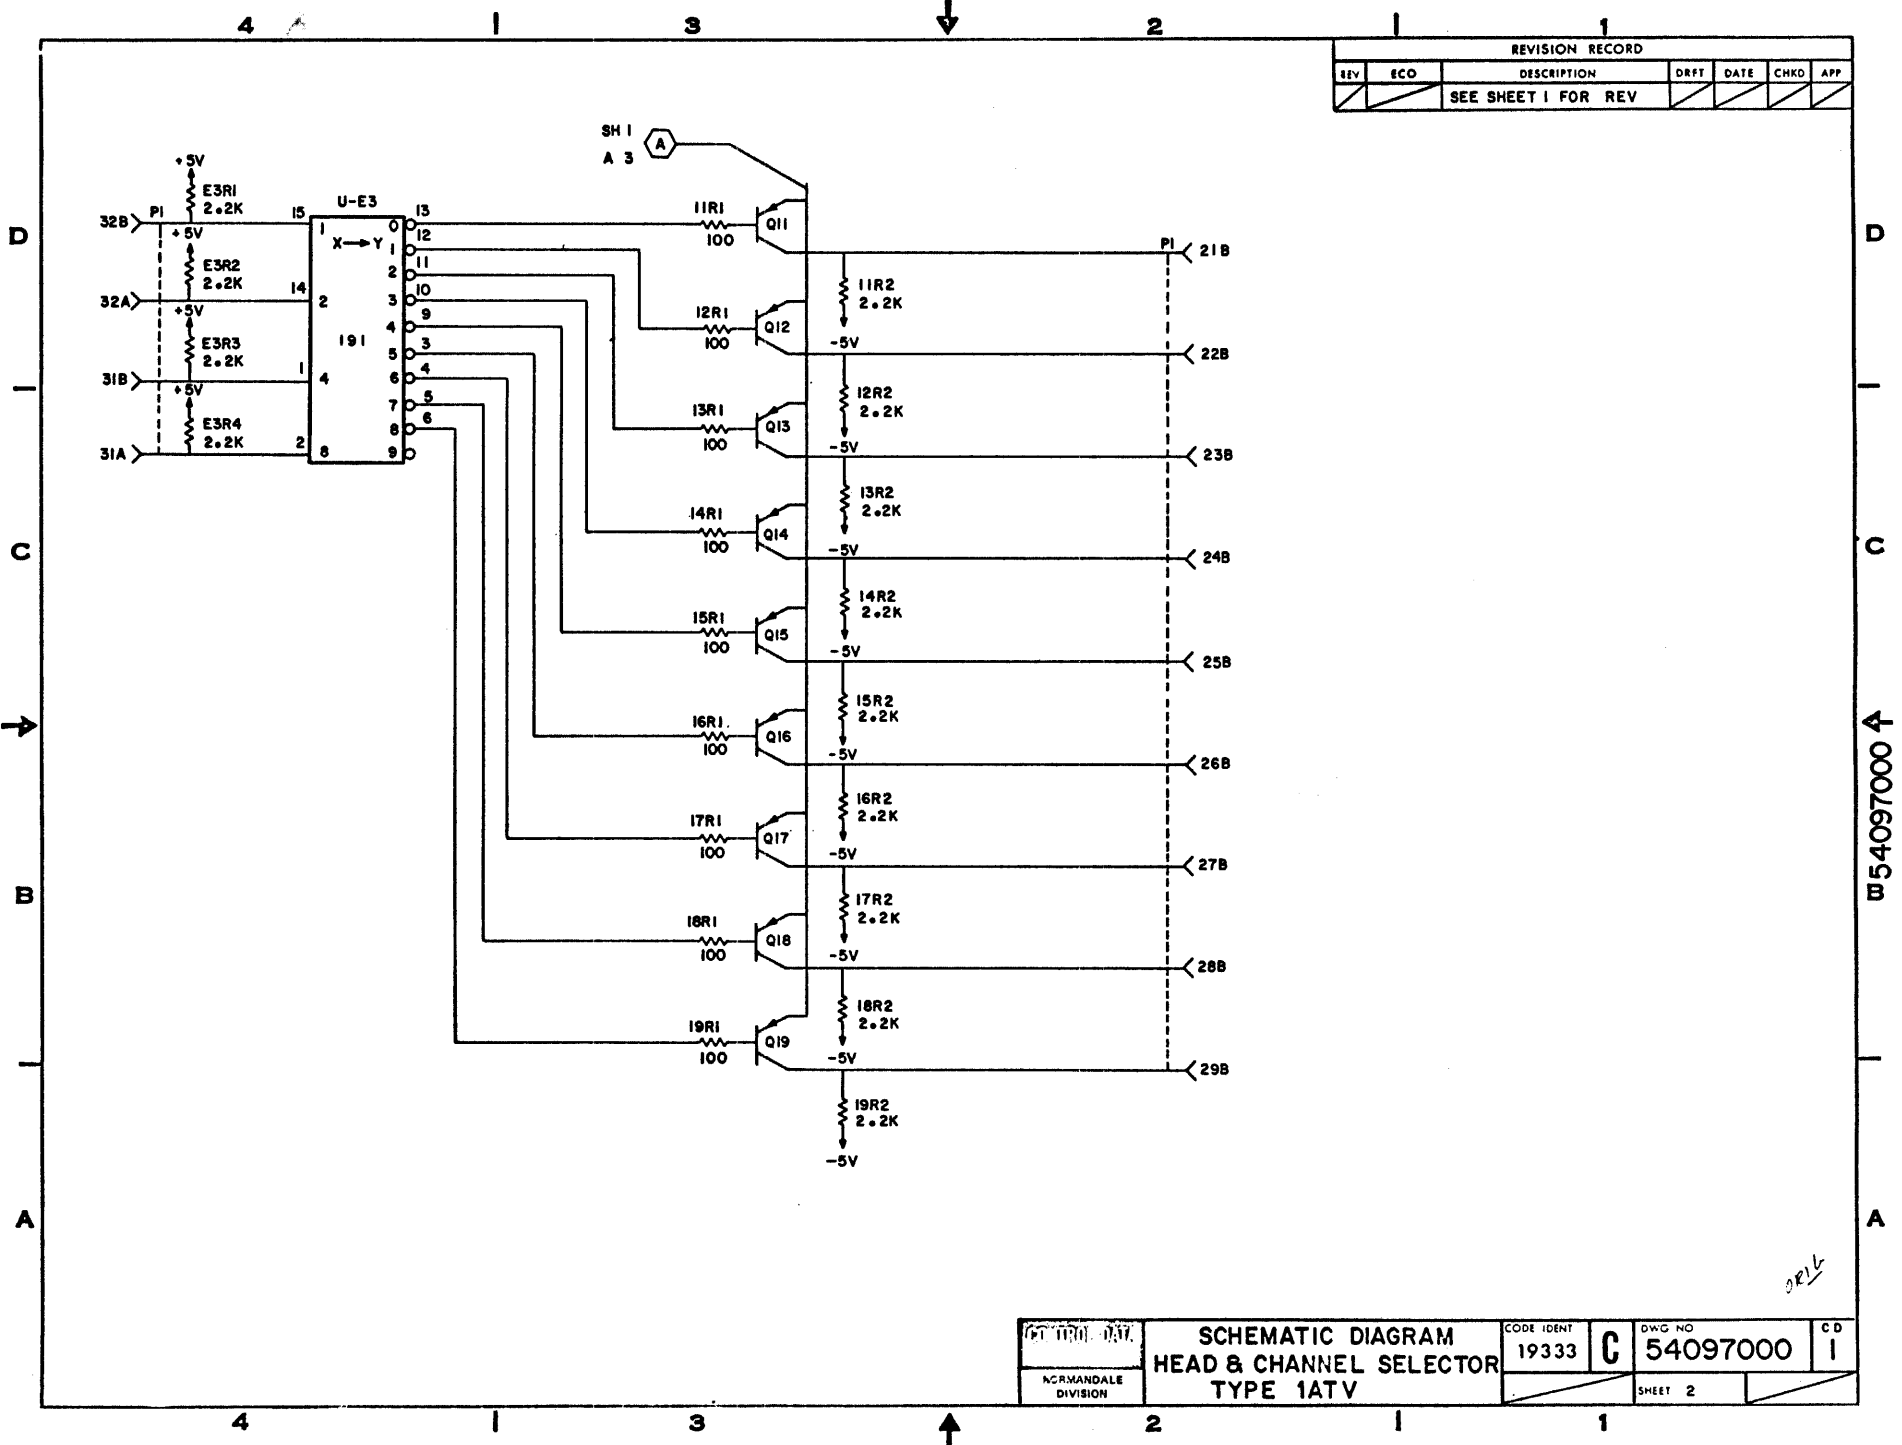 4 3 2 1
REVISION RECORD
REV ECO DESCRIPTION DRFT DATE CHKD APP
SEE SHEET 1 FOR REV
SH 1
A 3
A
+5V
E3R1
2.2K
32B P1 15
+5V
E3R2
2.2K
32A 14
+5V
E3R3
2.2K
31B 1
+5V
E3R4
2.2K
31A 2
U-E3
X→Y
191
1
2
4
8
0 13
1 12
2 11
3 10
4 9
5 3
6 4
7 5
8 6
9
11R1
100
Q11
P1 21B
11R2
2.2K
-5V
12R1
100
Q12
22B
12R2
2.2K
-5V
13R1
100
Q13
23B
13R2
2.2K
-5V
14R1
100
Q14
24B
14R2
2.2K
-5V
15R1
100
Q15
25B
15R2
2.2K
-5V
16R1
100
Q16
26B
16R2
2.2K
-5V
17R1
100
Q17
27B
17R2
2.2K
-5V
18R1
100
Q18
28B
18R2
2.2K
-5V
19R1
100
Q19
29B
19R2
2.2K
-5V
D D
C C
B B
A A
54097000
ORIG
CONTROL DATA
NORMANDALE
DIVISION
SCHEMATIC DIAGRAM
HEAD & CHANNEL SELECTOR
TYPE 1ATV
CODE IDENT
19333
C
DWG NO
54097000
CD
1
SHEET 2
4 3 2 1